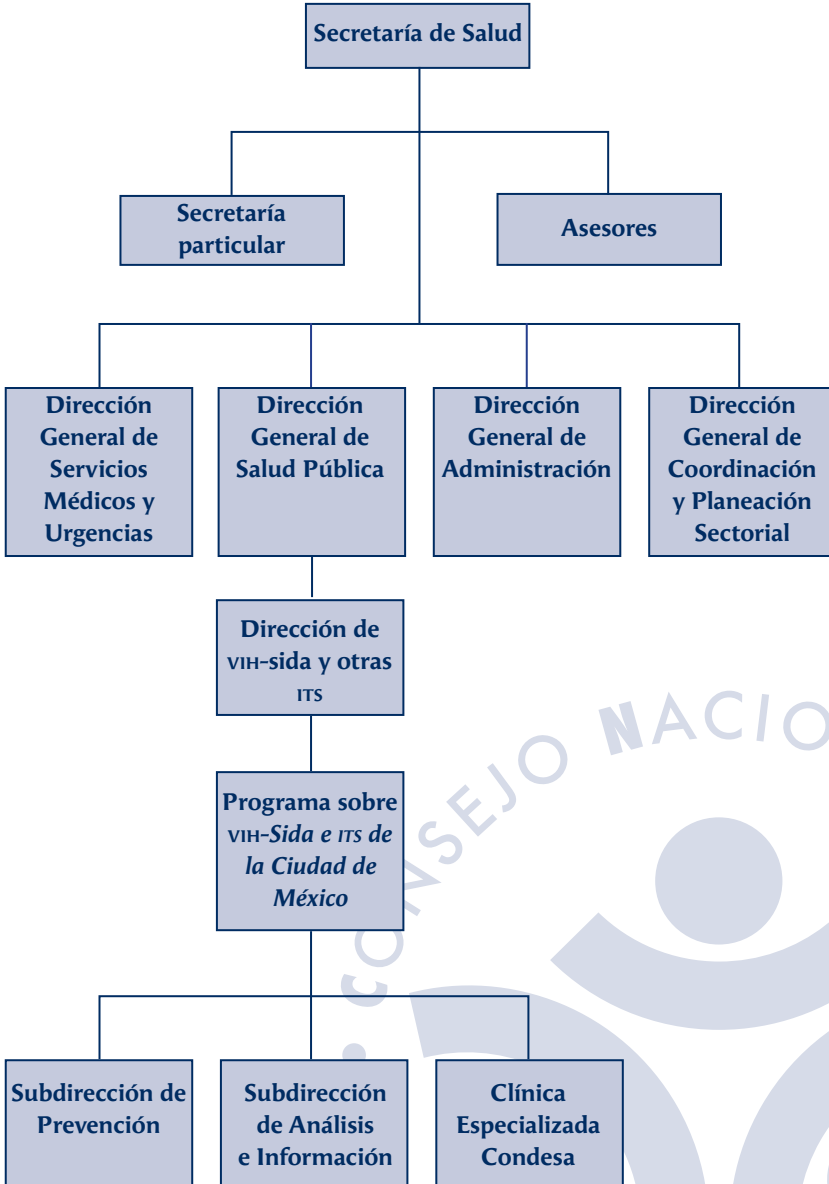 Secretaría de Salud
Secretaría
particular
Asesores
Dirección
General de
Servicios
Médicos y
Urgencias
Dirección
General de
Salud Pública
Dirección
General de
Administración
Dirección
General de
Coordinación
y Planeación
Sectorial
Dirección de
VIH-sida y otras
ITS
Programa sobre
VIH-Sida e ITS de
la Ciudad de
México
Subdirección de
Prevención
Subdirección
de Análisis
e Información
Clínica
Especializada
Condesa
• CONSEJO NACIO